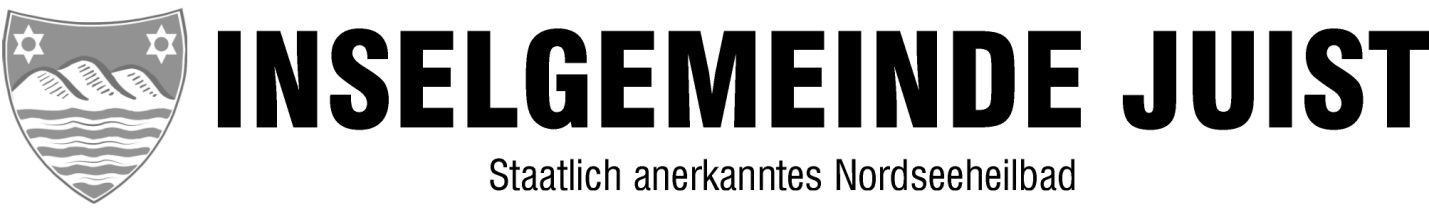 INSELGEMEINDE JUIST
Staatlich anerkanntes Nordseeheilbad